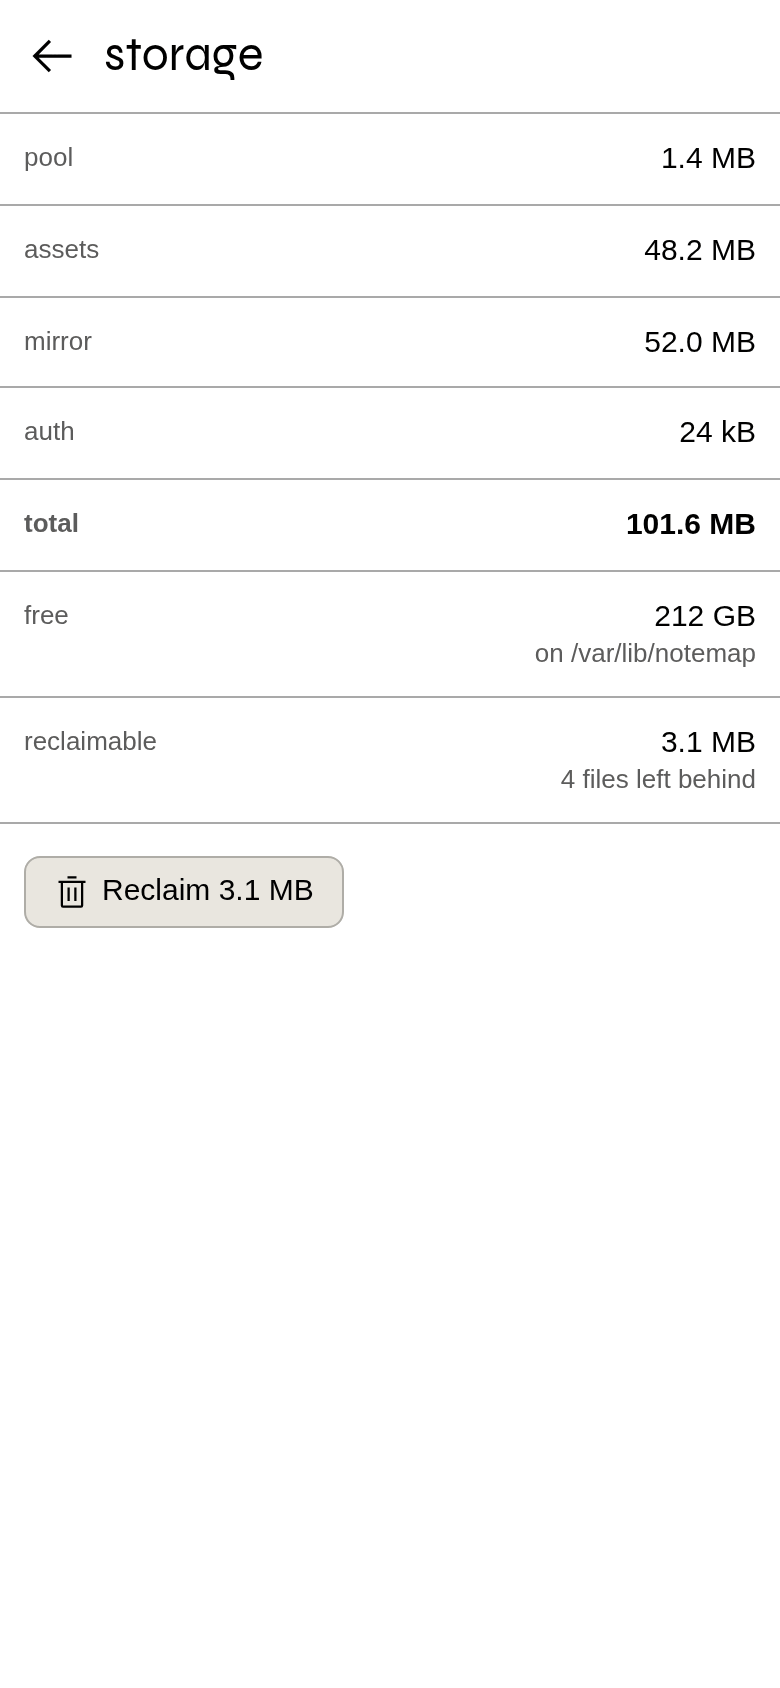 storage
pool 1.4 MB
assets 48.2 MB
mirror 52.0 MB
auth 24 kB
total 101.6 MB
free 212 GB
on /var/lib/notemap
reclaimable 3.1 MB
4 files left behind
Reclaim 3.1 MB